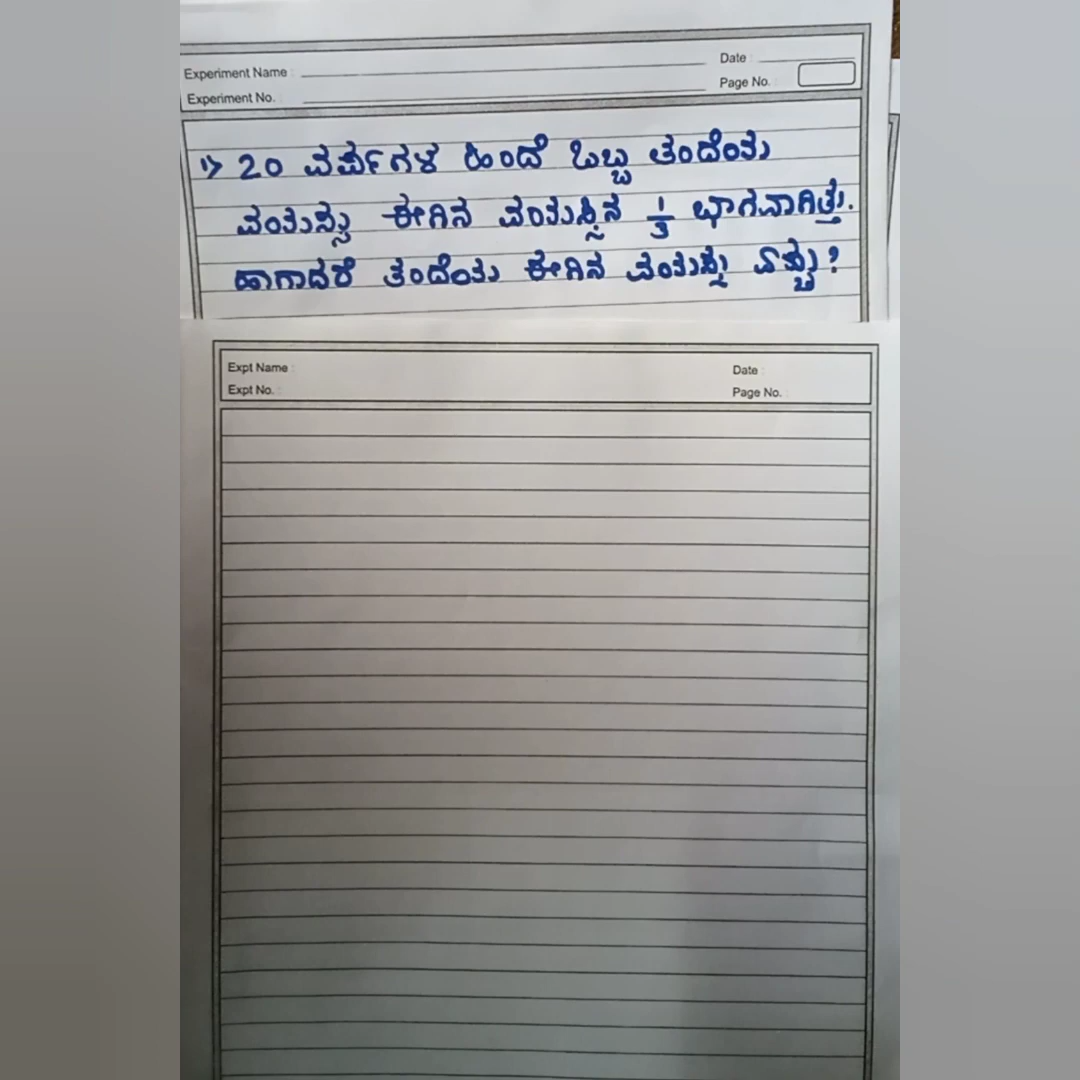 Experiment Name :
Date :
Experiment No. :
Page No. :
1> 20 ವರ್ಷಗಳ ಹಿಂದೆ ಒಬ್ಬ ತಂದೆಯ
ವಯಸ್ಸು ಈಗಿನ ವಯಸ್ಸಿನ 1/3 ಭಾಗವಾಗಿತ್ತು.
ಹಾಗಾದರೆ ತಂದೆಯ ಈಗಿನ ವಯಸ್ಸು ಎಷ್ಟು?
Expt Name :
Date :
Expt No. :
Page No. :